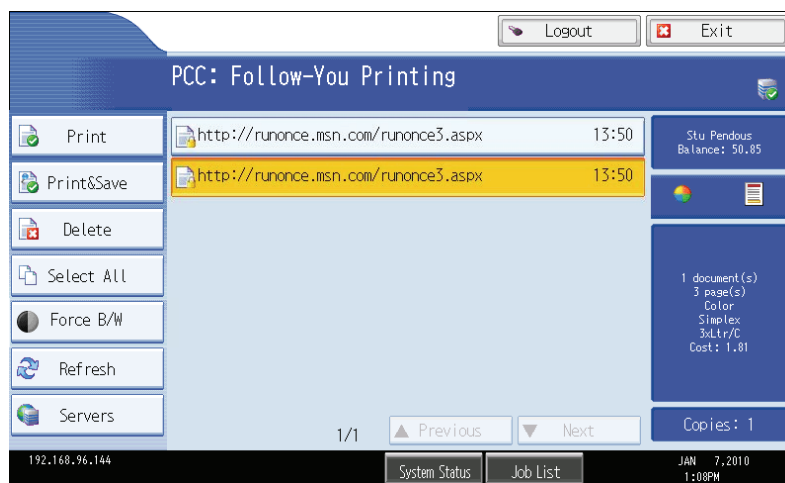 Logout
Exit
PCC: Follow-You Printing
Print
Print&Save
Delete
Select All
Force B/W
Refresh
Servers
http://runonce.msn.com/runonce3.aspx 13:50
http://runonce.msn.com/runonce3.aspx 13:50
1/1
Previous
Next
Stu Pendous
Balance: 50.85
1 document(s)
3 page(s)
Color
Simplex
3xLtr/C
Cost: 1.81
Copies: 1
192.168.96.144
System Status
Job List
JAN 7,2010
1:08PM